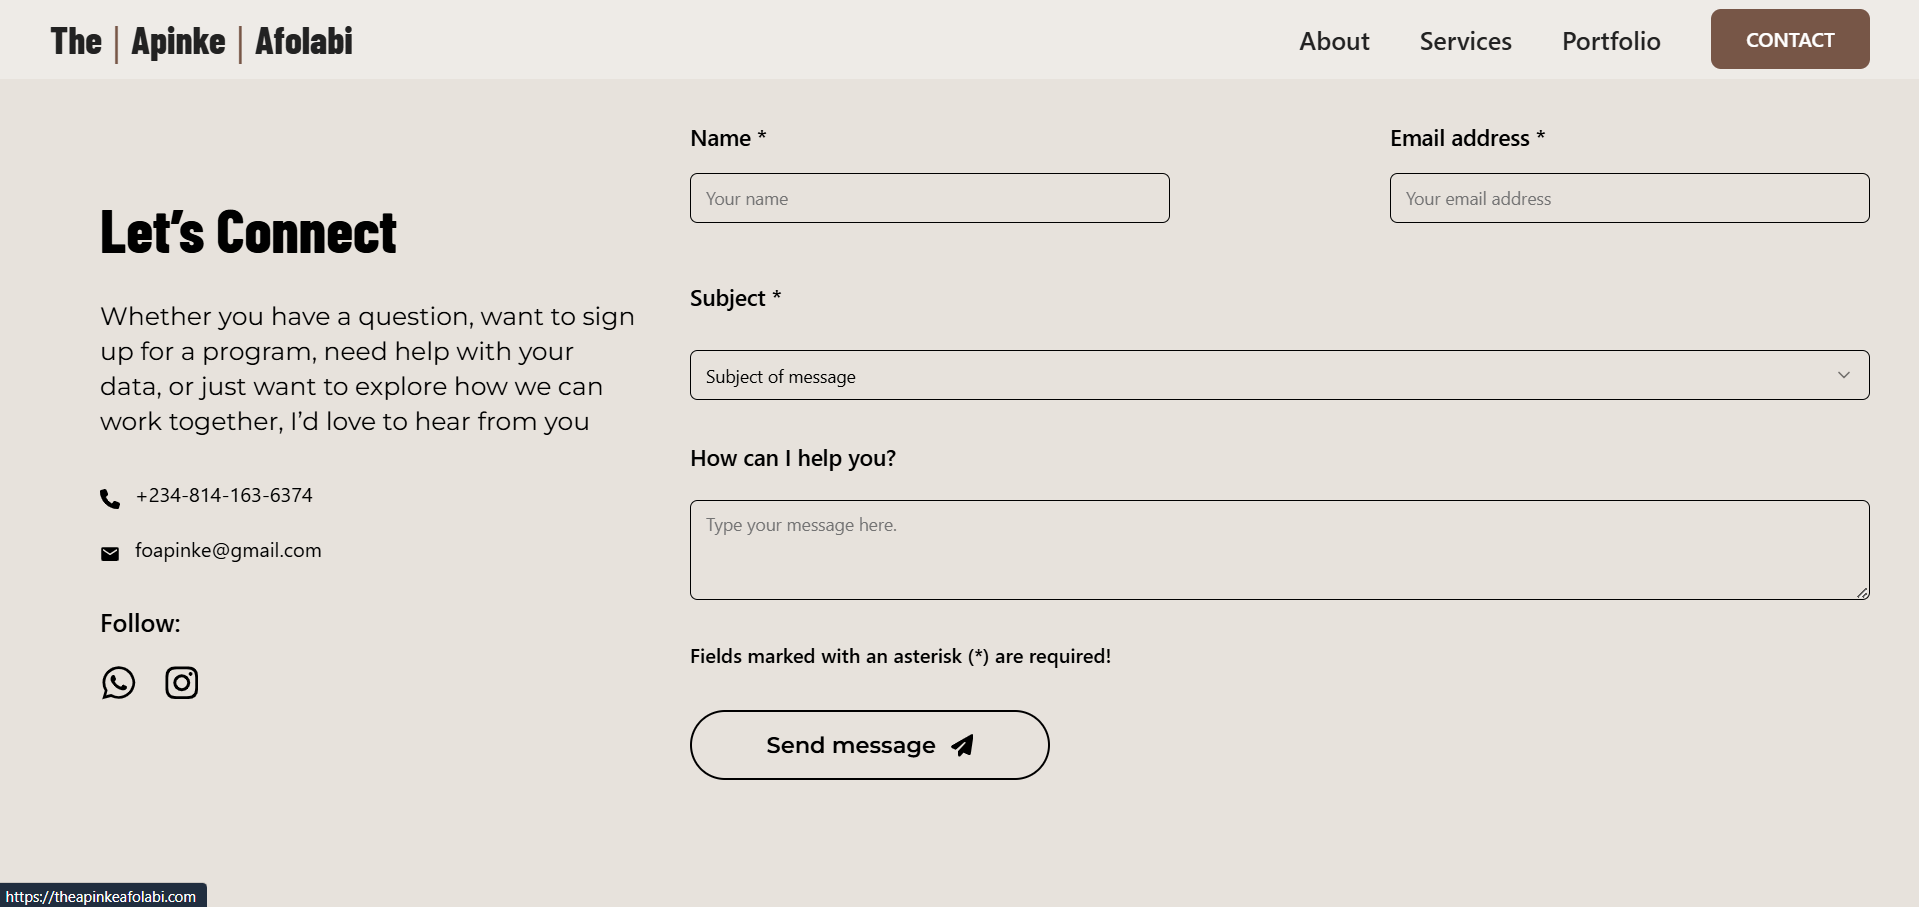 The | Apinke | Afolabi
About
Services
Portfolio
CONTACT
Let’s Connect
Whether you have a question, want to sign
up for a program, need help with your
data, or just want to explore how we can
work together, I’d love to hear from you
+234-814-163-6374
foapinke@gmail.com
Follow:
Name *
Your name
Email address *
Your email address
Subject *
Subject of message
How can I help you?
Type your message here.
Fields marked with an asterisk (*) are required!
Send message
https://theapinkeafolabi.com